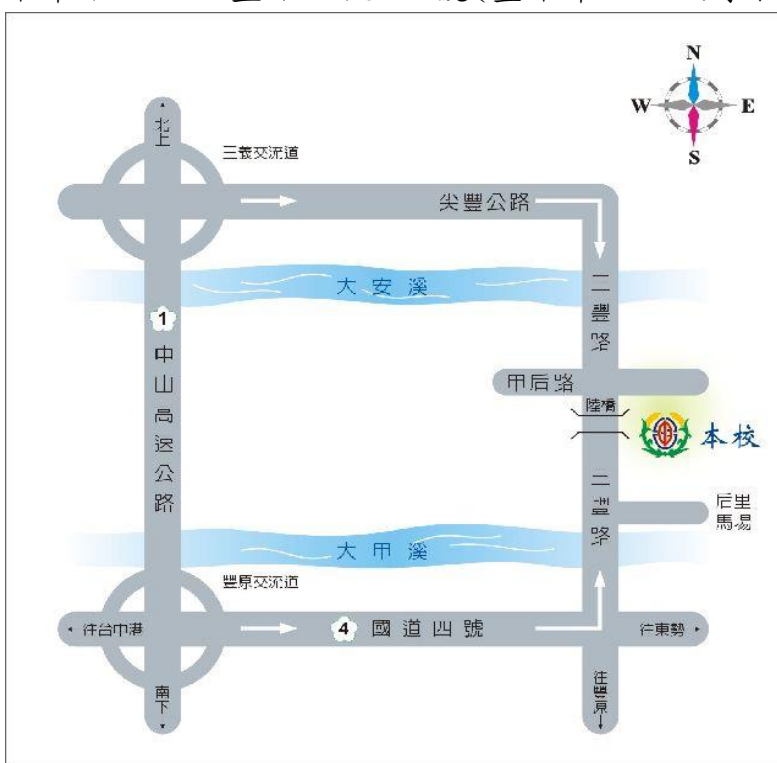 N
W E
S
北上
三義交流道
尖豐公路
大安溪
三豐路
1
中山高速公路
甲后路
陸橋
本校
三豐路
后里
馬場
大甲溪
豐原交流道
往台中港
4 國道四號
往東勢
南下
往豐原